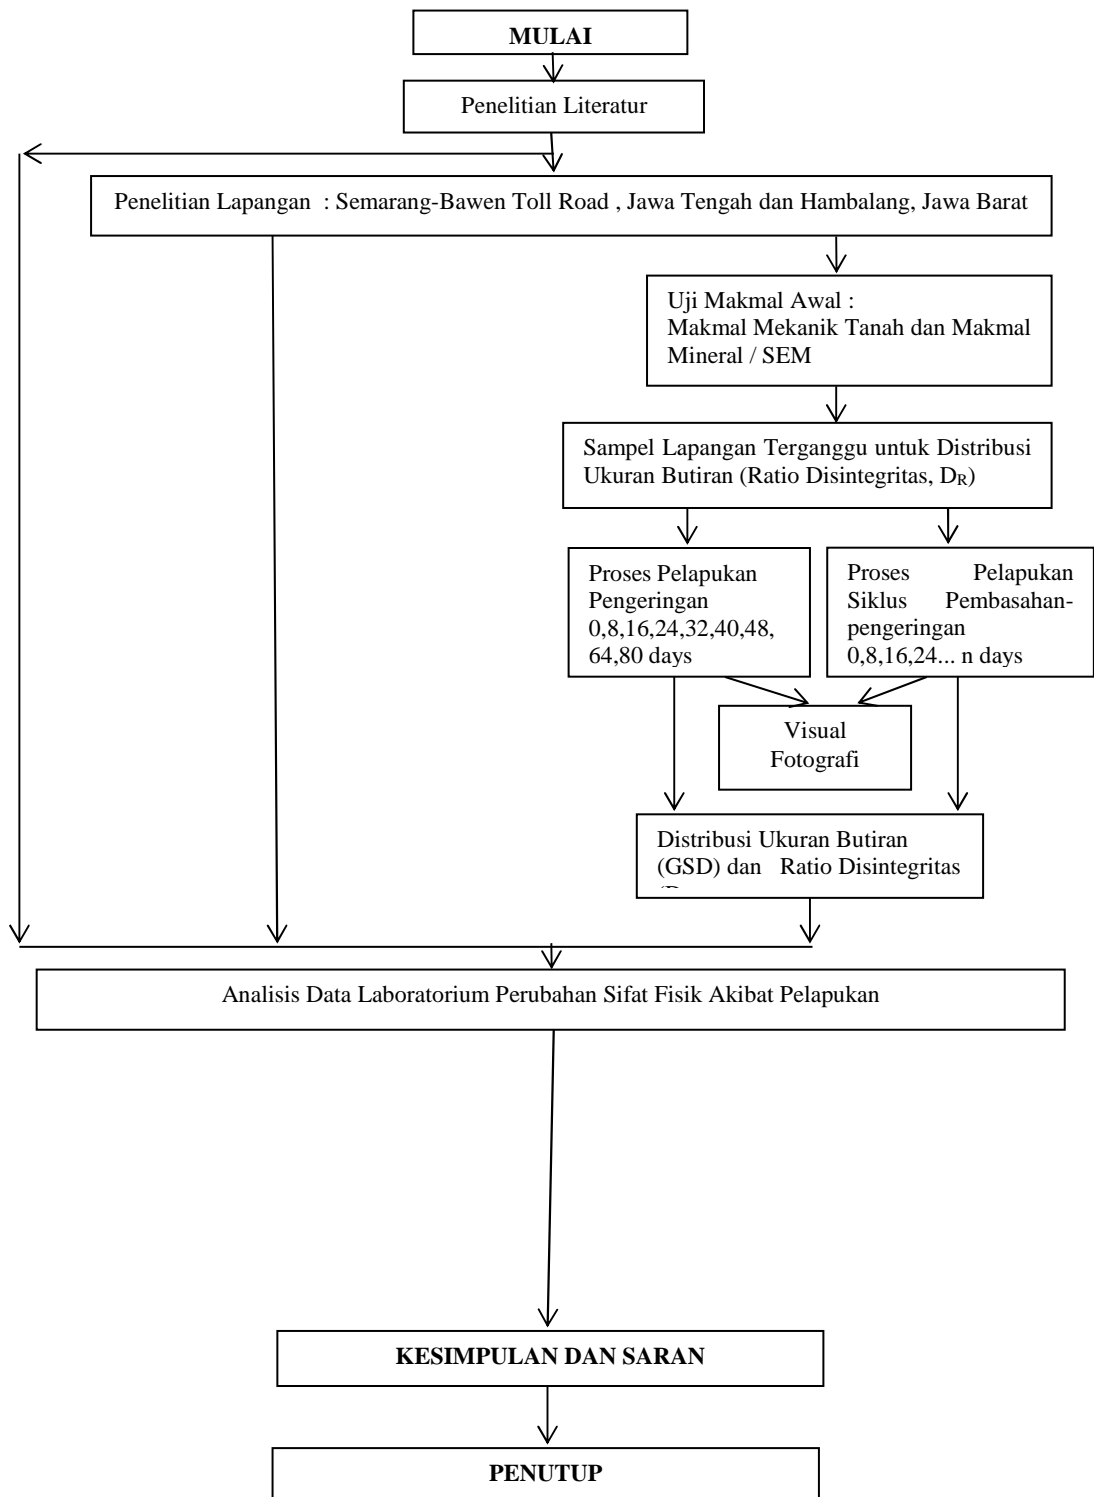 MULAI
Penelitian Literatur
Penelitian Lapangan : Semarang-Bawen Toll Road , Jawa Tengah dan Hambalang, Jawa Barat
Uji Makmal Awal :
Makmal Mekanik Tanah dan Makmal
Mineral / SEM
Sampel Lapangan Terganggu untuk Distribusi
Ukuran Butiran (Ratio Disintegritas, DR)
Proses Pelapukan
Pengeringan
0,8,16,24,32,40,48,
64,80 days
Proses Pelapukan
Siklus Pembasahan-
pengeringan
0,8,16,24... n days
Visual
Fotografi
Distribusi Ukuran Butiran
(GSD) dan Ratio Disintegritas
Analisis Data Laboratorium Perubahan Sifat Fisik Akibat Pelapukan
KESIMPULAN DAN SARAN
PENUTUP